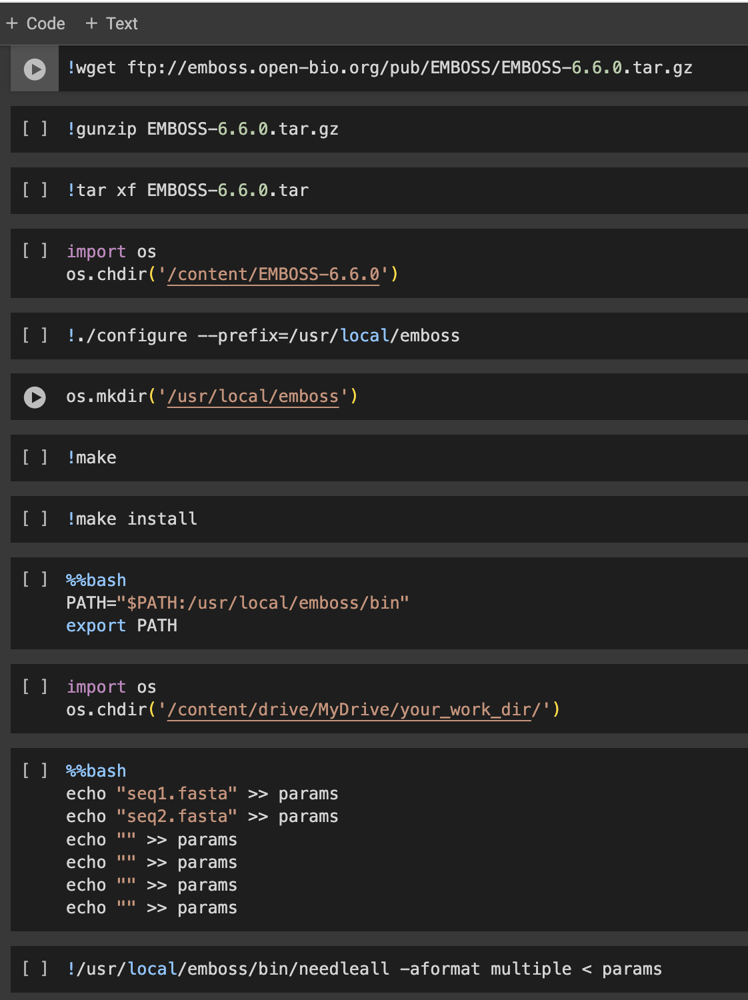 + Code + Text
!wget ftp://emboss.open-bio.org/pub/EMBOSS/EMBOSS-6.6.0.tar.gz
[ ] !gunzip EMBOSS-6.6.0.tar.gz
[ ] !tar xf EMBOSS-6.6.0.tar
[ ] import os
os.chdir('/content/EMBOSS-6.6.0')
[ ] !./configure --prefix=/usr/local/emboss
os.mkdir('/usr/local/emboss')
[ ] !make
[ ] !make install
[ ] %%bash
PATH="$PATH:/usr/local/emboss/bin"
export PATH
[ ] import os
os.chdir('/content/drive/MyDrive/your_work_dir/')
[ ] %%bash
echo "seq1.fasta" >> params
echo "seq2.fasta" >> params
echo "" >> params
echo "" >> params
echo "" >> params
echo "" >> params
[ ] !/usr/local/emboss/bin/needleall -aformat multiple < params